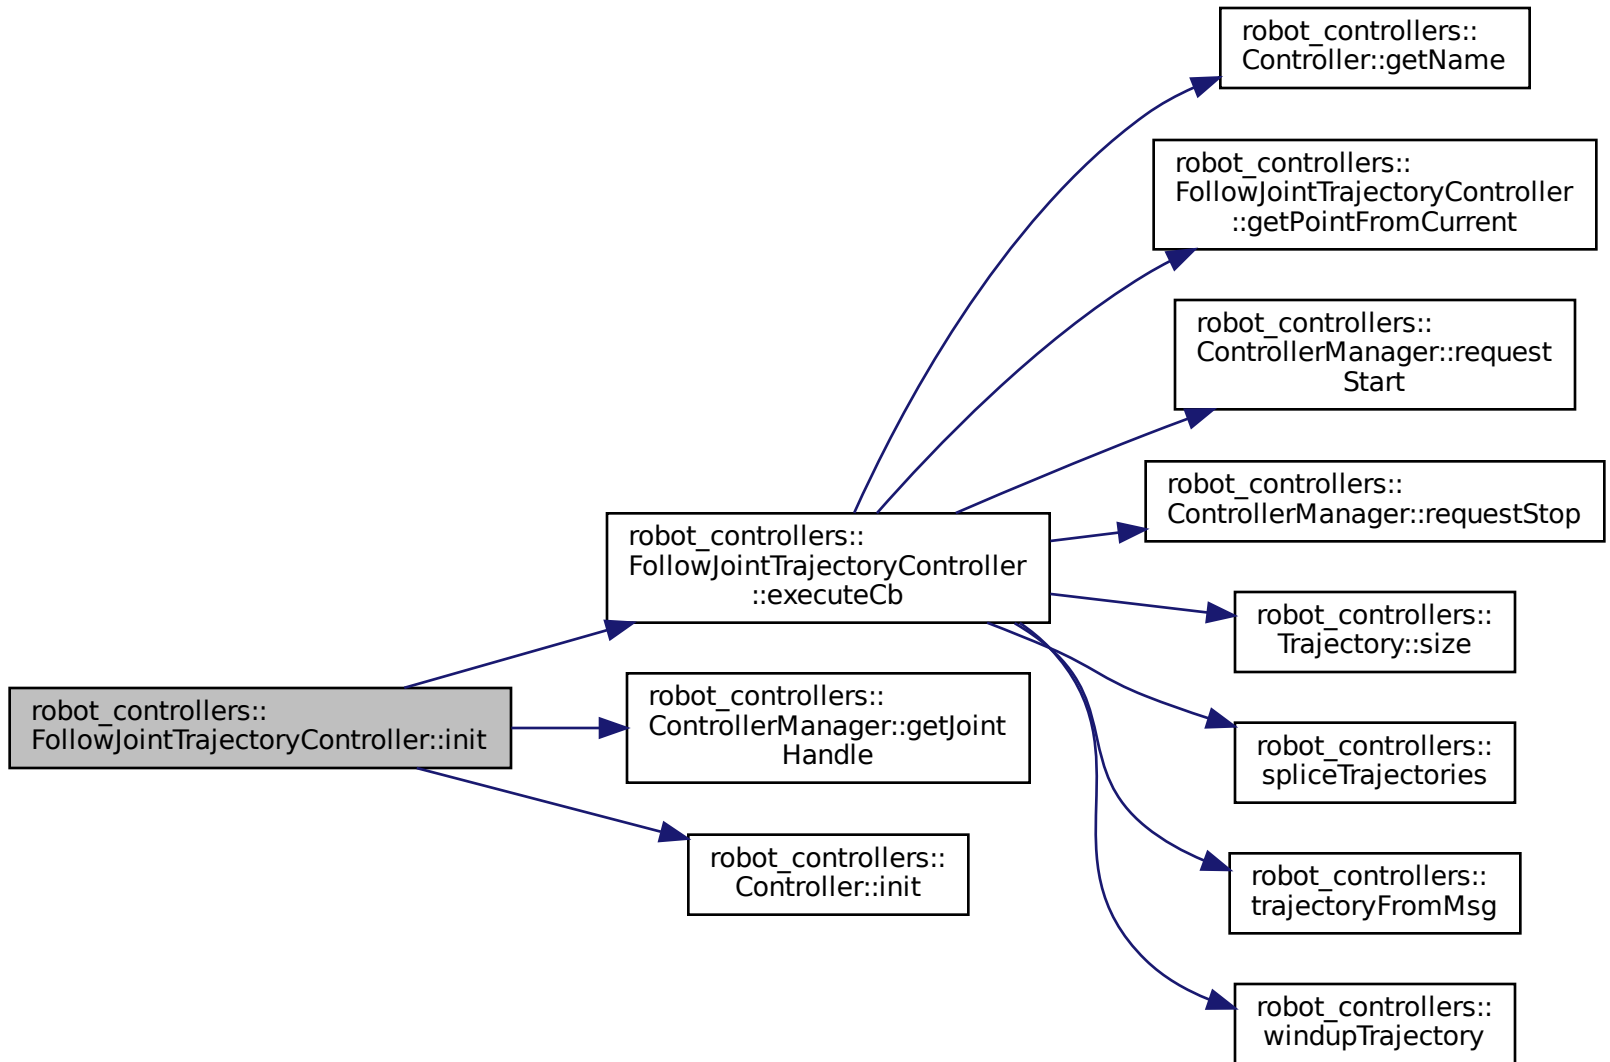 robot_controllers::
Controller::getName
robot_controllers::
FollowJointTrajectoryController
::getPointFromCurrent
robot_controllers::
ControllerManager::request
Start
robot_controllers::
ControllerManager::requestStop
robot_controllers::
FollowJointTrajectoryController
::executeCb
robot_controllers::
Trajectory::size
robot_controllers::
FollowJointTrajectoryController::init
robot_controllers::
ControllerManager::getJoint
Handle
robot_controllers::
spliceTrajectories
robot_controllers::
Controller::init
robot_controllers::
trajectoryFromMsg
robot_controllers::
windupTrajectory